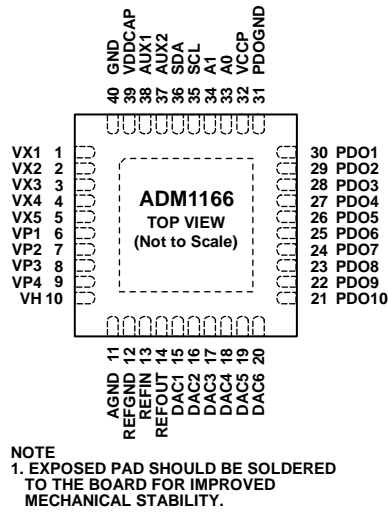 40 GND
39 VDDCAP
38 AUX1
37 AUX2
36 SDA
35 SCL
34 A1
33 A0
32 VCCP
31 PDOGND
VX1 1
VX2 2
VX3 3
VX4 4
VX5 5
VP1 6
VP2 7
VP3 8
VP4 9
VH 10
ADM1166
TOP VIEW
(Not to Scale)
30 PDO1
29 PDO2
28 PDO3
27 PDO4
26 PDO5
25 PDO6
24 PDO7
23 PDO8
22 PDO9
21 PDO10
AGND 11
REFGND 12
REFIN 13
REFOUT 14
DAC1 15
DAC2 16
DAC3 17
DAC4 18
DAC5 19
DAC6 20
NOTE
1. EXPOSED PAD SHOULD BE SOLDERED
TO THE BOARD FOR IMPROVED
MECHANICAL STABILITY.